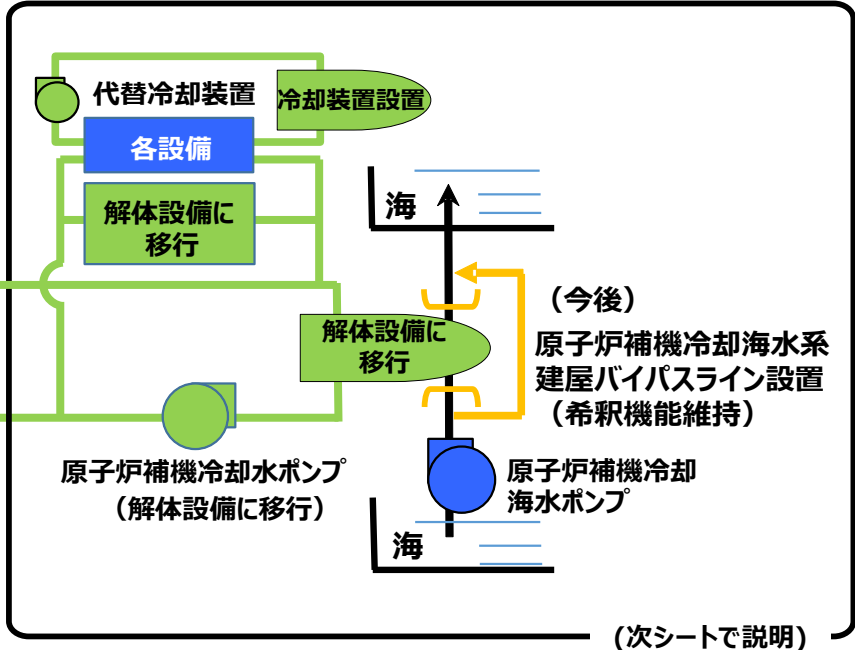 代替冷却装置
冷却装置設置
各設備
解体設備に
移行
海
(今後)
解体設備に
移行
原子炉補機冷却海水系
建屋バイパスライン設置
(希釈機能維持)
原子炉補機冷却水ポンプ
(解体設備に移行)
原子炉補機冷却
海水ポンプ
海
(次シートで説明)